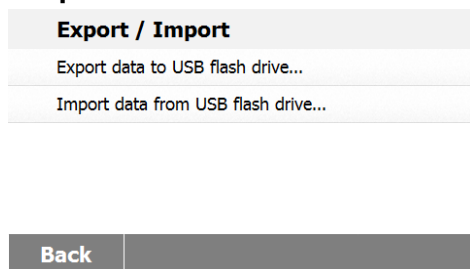 Export / Import
Export data to USB flash drive...
Import data from USB flash drive...
Back